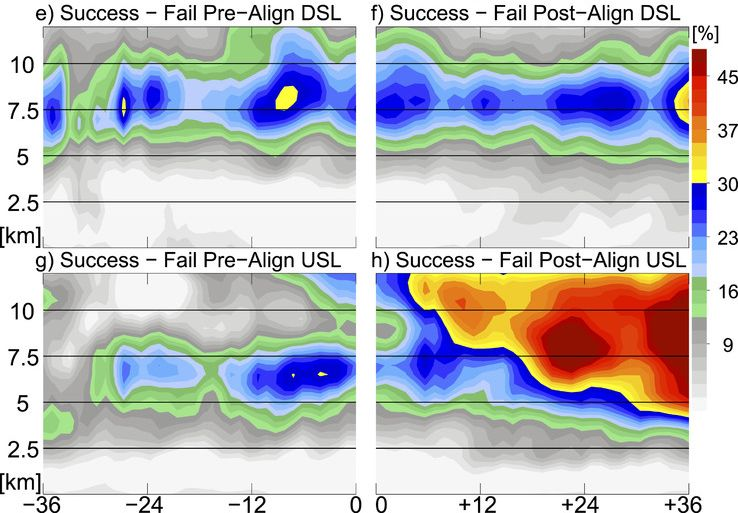 e) Success − Fail Pre−Align DSL
f) Success − Fail Post−Align DSL
[%]
10
7.5
5
2.5
[km]
45
37
30
23
16
9
g) Success − Fail Pre−Align USL
h) Success − Fail Post−Align USL
10
7.5
5
2.5
[km]
−36 −24 −12 0
0 +12 +24 +36